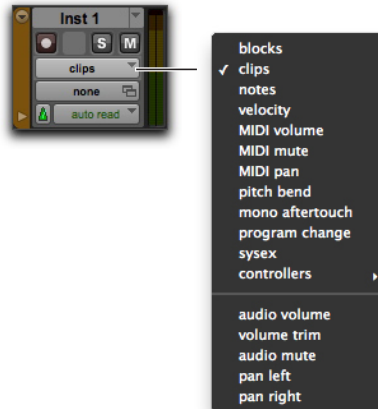 Inst 1
S M
clips
none
auto read
blocks
✓ clips
notes
velocity
MIDI volume
MIDI mute
MIDI pan
pitch bend
mono aftertouch
program change
sysex
controllers
audio volume
volume trim
audio mute
pan left
pan right